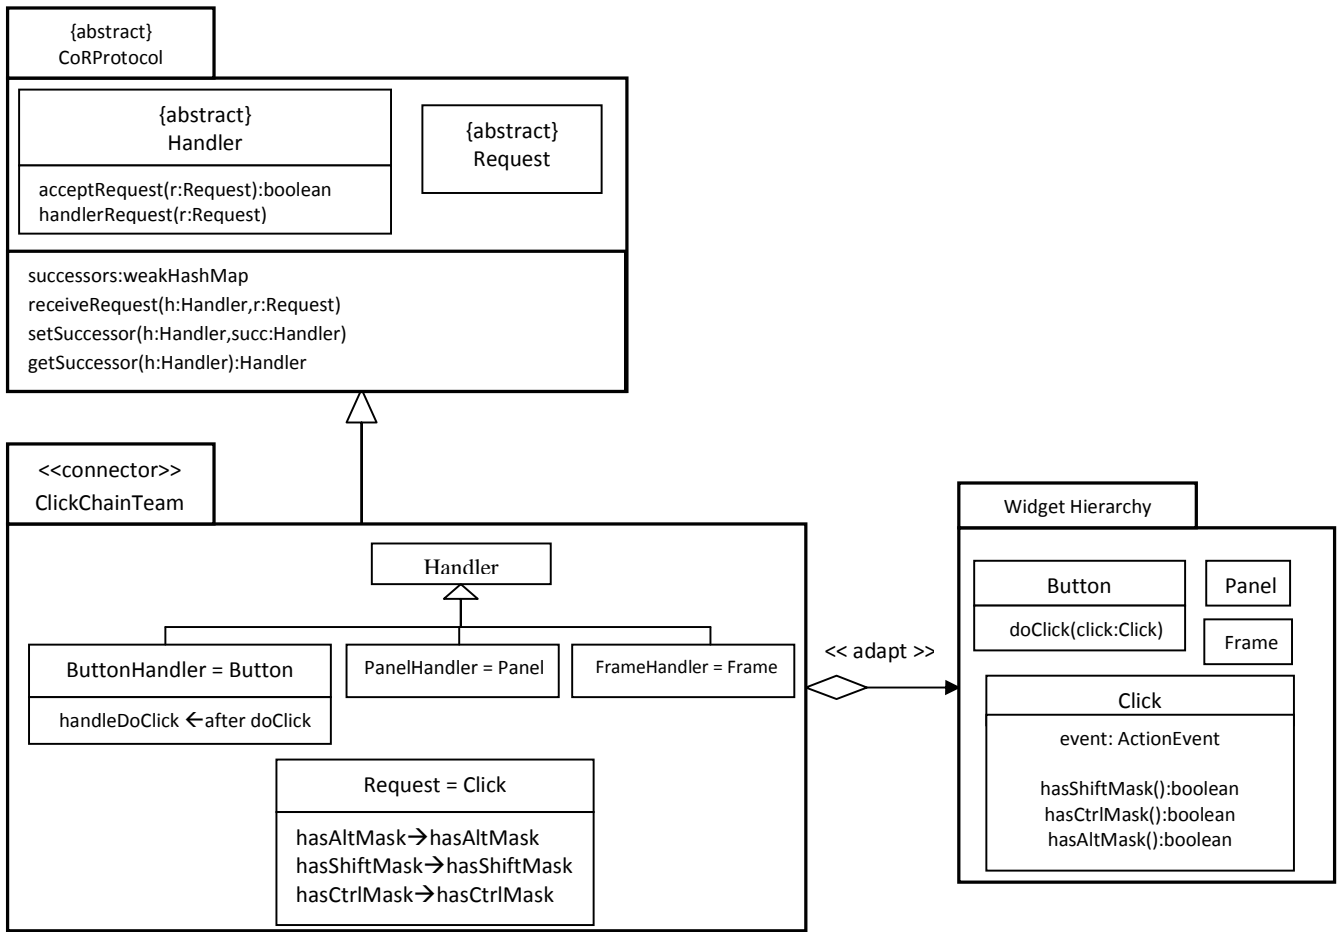 {abstract}
CoRProtocol
{abstract}
Handler
acceptRequest(r:Request):boolean
handlerRequest(r:Request)
{abstract}
Request
successors:weakHashMap
receiveRequest(h:Handler,r:Request)
setSuccessor(h:Handler,succ:Handler)
getSuccessor(h:Handler):Handler
<<connector>>
ClickChainTeam
Handler
ButtonHandler = Button
handleDoClick ←after doClick
PanelHandler = Panel
FrameHandler = Frame
Request = Click
hasAltMask→hasAltMask
hasShiftMask→hasShiftMask
hasCtrlMask→hasCtrlMask
<< adapt >>
Widget Hierarchy
Button
doClick(click:Click)
Panel
Frame
Click
event: ActionEvent
hasShiftMask():boolean
hasCtrlMask():boolean
hasAltMask():boolean